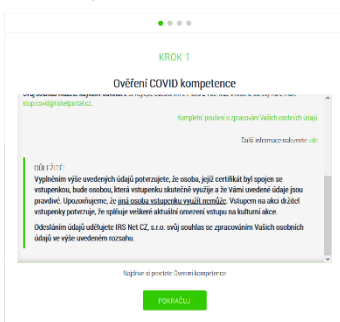 KROK 1
Ověření COVID kompetence
stop.covid@ticketportal.cz.
Kompletní poučení o zpracování Vašich osobních údajů
Další informace naleznete zde
DŮLEŽITÉ:
Vyplněním výše uvedených údajů potvrzujete, že osoba, jejíž certifikát byl spojen se
vstupenkou, bude osobou, která vstupenku skutečně využije a že Vámi uvedené údaje jsou
pravdivé. Upozorňujeme, že jiná osoba vstupenku využít nemůže. Vstupem na akci držitel
vstupenky potvrzuje, že splňuje veškeré aktuální omezení vstupu na kulturní akce.
Odesláním údajů udělujete IRS Net CZ, s.r.o. svůj souhlas se zpracováním Vašich osobních
údajů ve výše uvedeném rozsahu.
Najdříve si přečtěte Overení kompetence
POKRAČUJ